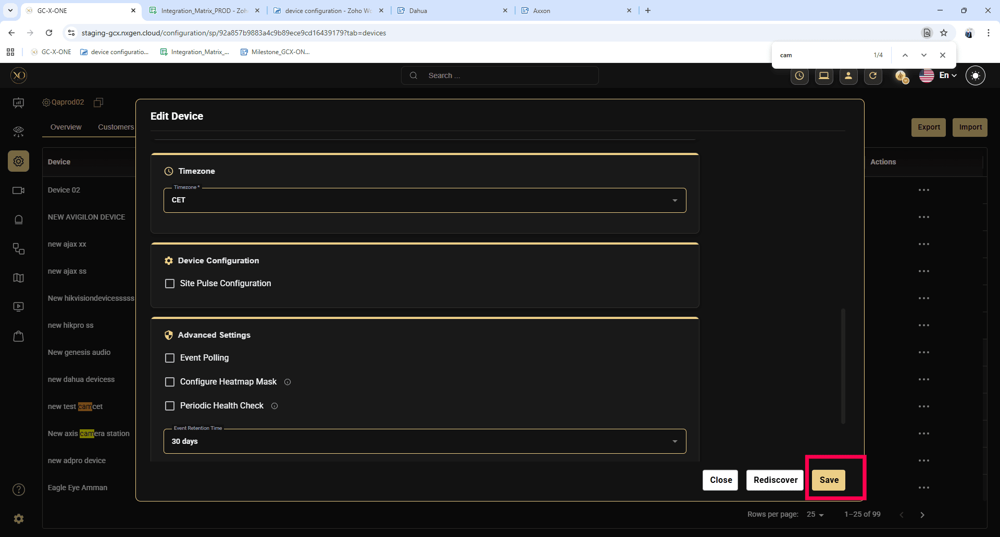 GC-X-ONE
Integration_Matrix_PROD - Zoh
device configuration - Zoho Wo
Dahua
Axxon
staging-gcx.nxgen.cloud/configuration/sp/92a857b9883a4c9b89ece9cd16439179?tab=devices
GC-X-ONE
device configuratio...
Integration_Matrix_...
Milestone_GCX-ON...
cam
1/4
XO
Search ...
En
Qaprod02
Overview
Customers
Export
Import
Edit Device
Device
Actions
Device 02
NEW AVIGILON DEVICE
new ajax xx
new ajax ss
New hikvisiondevicesssss
new hikpro ss
New genesis audio
new dahua devicess
new test camcet
New axis camera station
new adpro device
Eagle Eye Amman
Timezone
Timezone *
CET
Device Configuration
Site Pulse Configuration
Advanced Settings
Event Polling
Configure Heatmap Mask
Periodic Health Check
Event Retention Time
30 days
Close
Rediscover
Save
Rows per page:
25
1–25 of 99